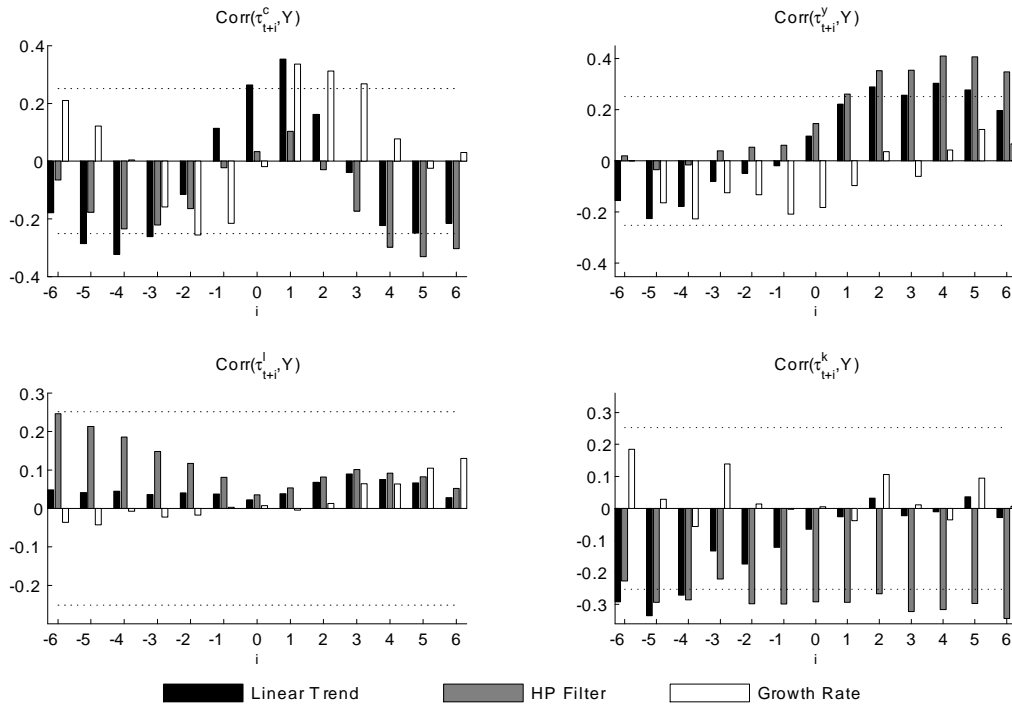 Corr(τ^c_{t+i},Y)
0.4
0.2
0
-0.2
-0.4
-6 -5 -4 -3 -2 -1 0 1 2 3 4 5 6
i
Corr(τ^y_{t+i},Y)
0.4
0.2
0
-0.2
-0.4
-6 -5 -4 -3 -2 -1 0 1 2 3 4 5 6
i
Corr(τ^l_{t+i},Y)
0.3
0.2
0.1
0
-0.1
-0.2
-6 -5 -4 -3 -2 -1 0 1 2 3 4 5 6
i
Corr(τ^k_{t+i},Y)
0.3
0.2
0.1
0
-0.1
-0.2
-0.3
-6 -5 -4 -3 -2 -1 0 1 2 3 4 5 6
i
Linear Trend HP Filter Growth Rate